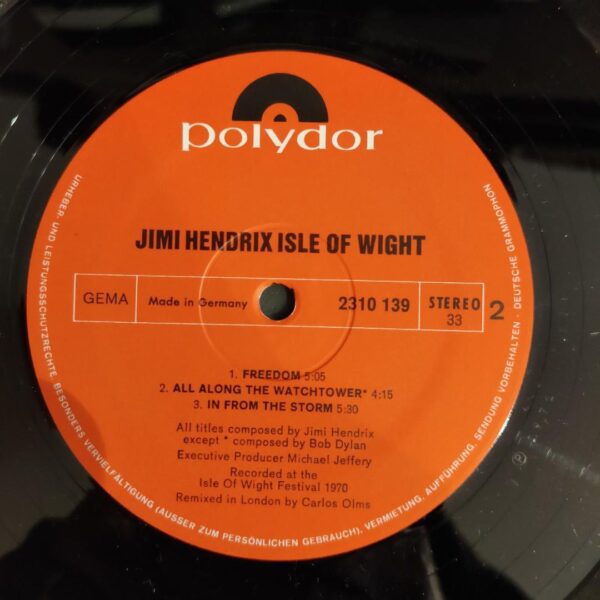 polydor
JIMI HENDRIX ISLE OF WIGHT
GEMA
Made in Germany
2310 139
STEREO
33
2
1. FREEDOM 5:05
2. ALL ALONG THE WATCHTOWER* 4:15
3. IN FROM THE STORM 5:30
All titles composed by Jimi Hendrix
except * composed by Bob Dylan
Executive Producer Michael Jeffery
Recorded at the
Isle Of Wight Festival 1970
Remixed in London by Carlos Olms
URHEBER- UND LEISTUNGSSCHUTZRECHTE, BESONDERS VERVIELFÄLTIGUNG (AUSSER ZUM PERSÖNLICHEN GEBRAUCH), VERMIETUNG, AUFFÜHRUNG, SENDUNG VORBEHALTEN - DEUTSCHE GRAMMOPHON